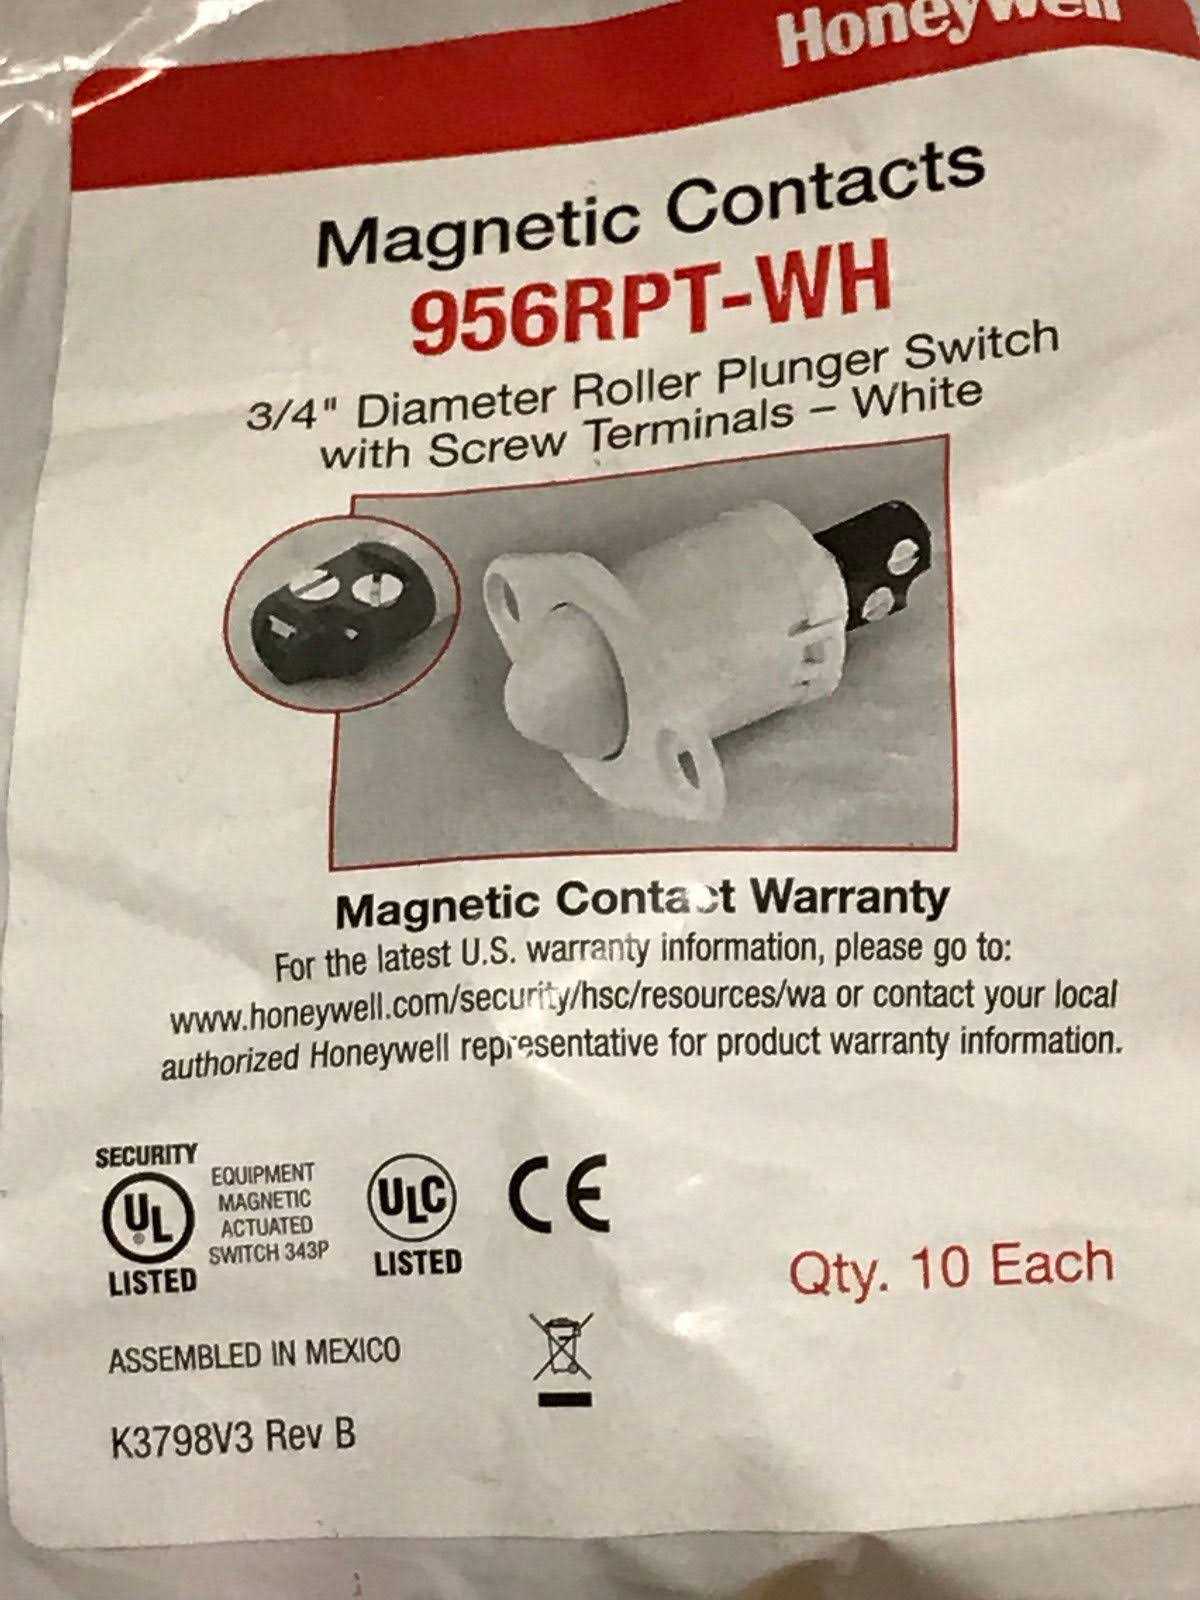 Honeywell
Magnetic Contacts
956RPT-WH
3/4" Diameter Roller Plunger Switch
with Screw Terminals – White
Magnetic Contact Warranty
For the latest U.S. warranty information, please go to:
www.honeywell.com/security/hsc/resources/wa or contact your local
authorized Honeywell representative for product warranty information.
SECURITY
UL®
LISTED
EQUIPMENT
MAGNETIC
ACTUATED
SWITCH 343P
ULC
LISTED
CE
Qty. 10 Each
ASSEMBLED IN MEXICO
K3798V3 Rev B